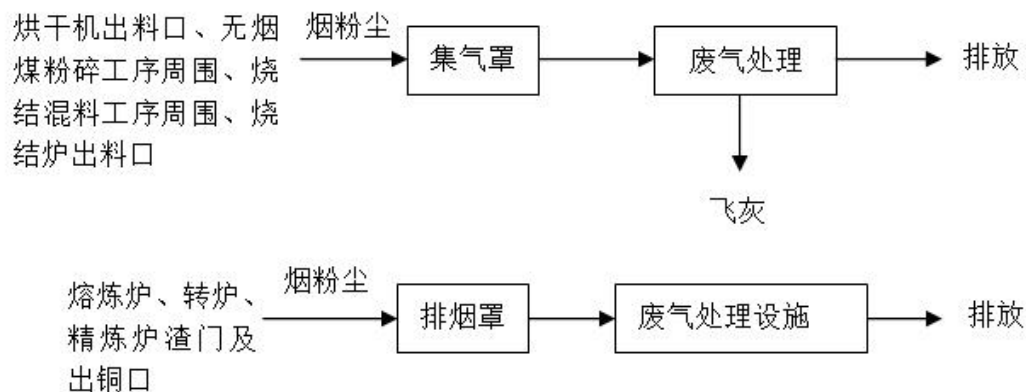 烘干机出料口、无烟
煤粉碎工序周围、烧
结混料工序周围、烧
结炉出料口
烟粉尘
集气罩
废气处理
排放
飞灰
熔炼炉、转炉、
精炼炉渣门及
出铜口
烟粉尘
排烟罩
废气处理设施
排放